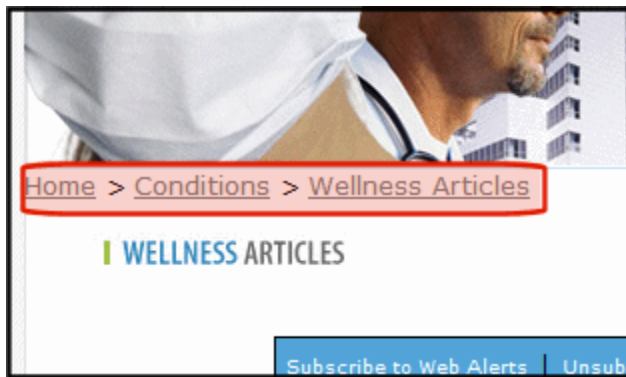 Home > Conditions > Wellness Articles
WELLNESS ARTICLES
Subscribe to Web Alerts | Unsub